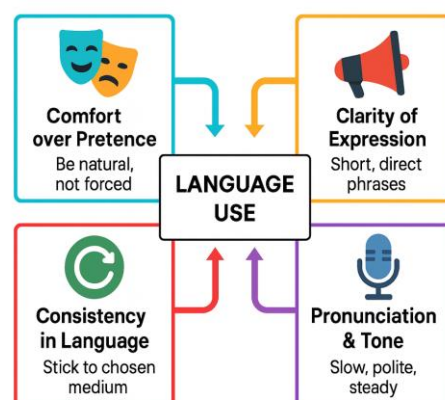 Comfort
over Pretence
Be natural,
not forced
Clarity of
Expression
Short, direct
phrases
LANGUAGE
USE
Consistency
in Language
Stick to chosen
medium
Pronunciation
& Tone
Slow, polite,
steady